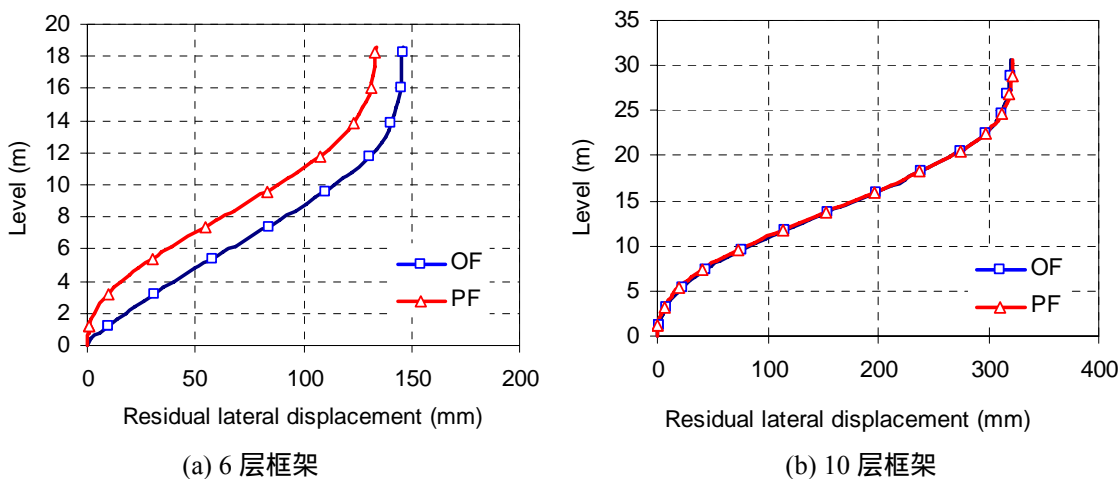 20
18
16
14
12
10
8
6
4
2
0
Level (m)
OF
PF
0
50
100
150
200
Residual lateral displacement (mm)
(a) 6 层框架
35
30
25
20
15
10
5
0
Level (m)
OF
PF
0
100
200
300
400
Residual lateral displacement (mm)
(b) 10 层框架